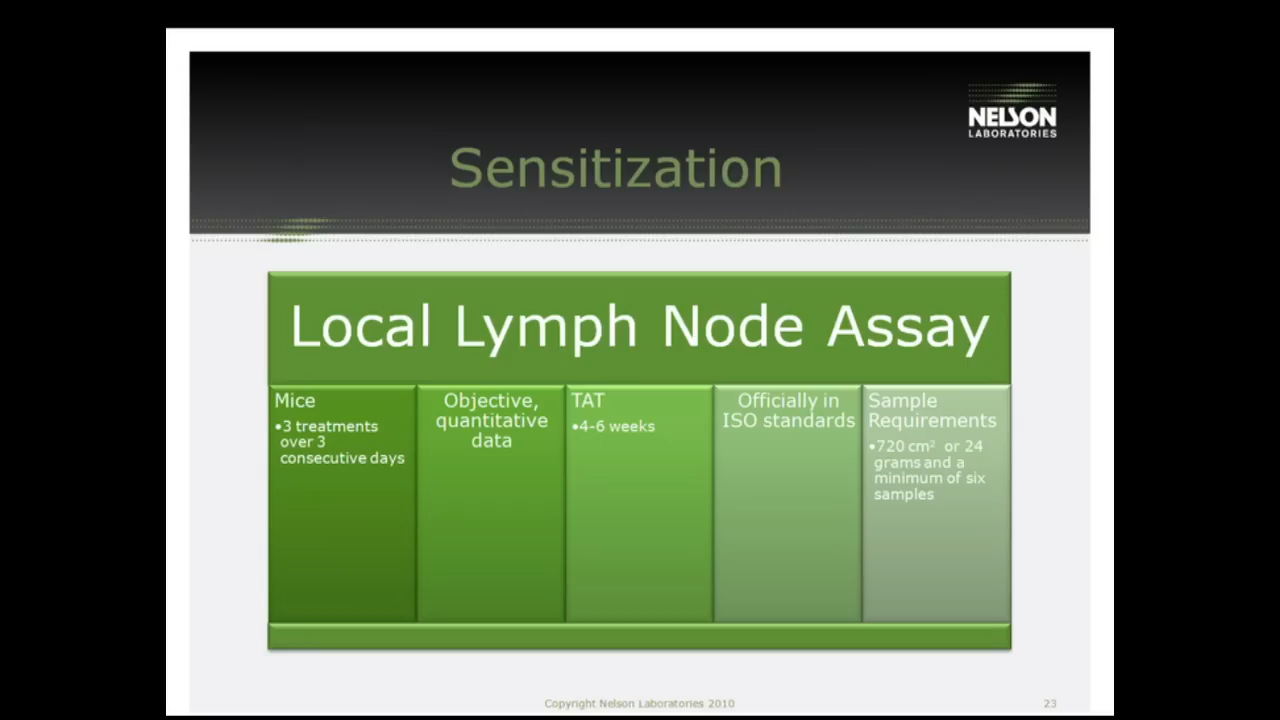 NELSON
LABORATORIES
Sensitization
Local Lymph Node Assay
Mice
•3 treatments
over 3
consecutive days
Objective,
quantitative
data
TAT
•4-6 weeks
Officially in
ISO standards
Sample
Requirements
•720 cm² or 24
grams and a
minimum of six
samples
Copyright Nelson Laboratories 2010
23